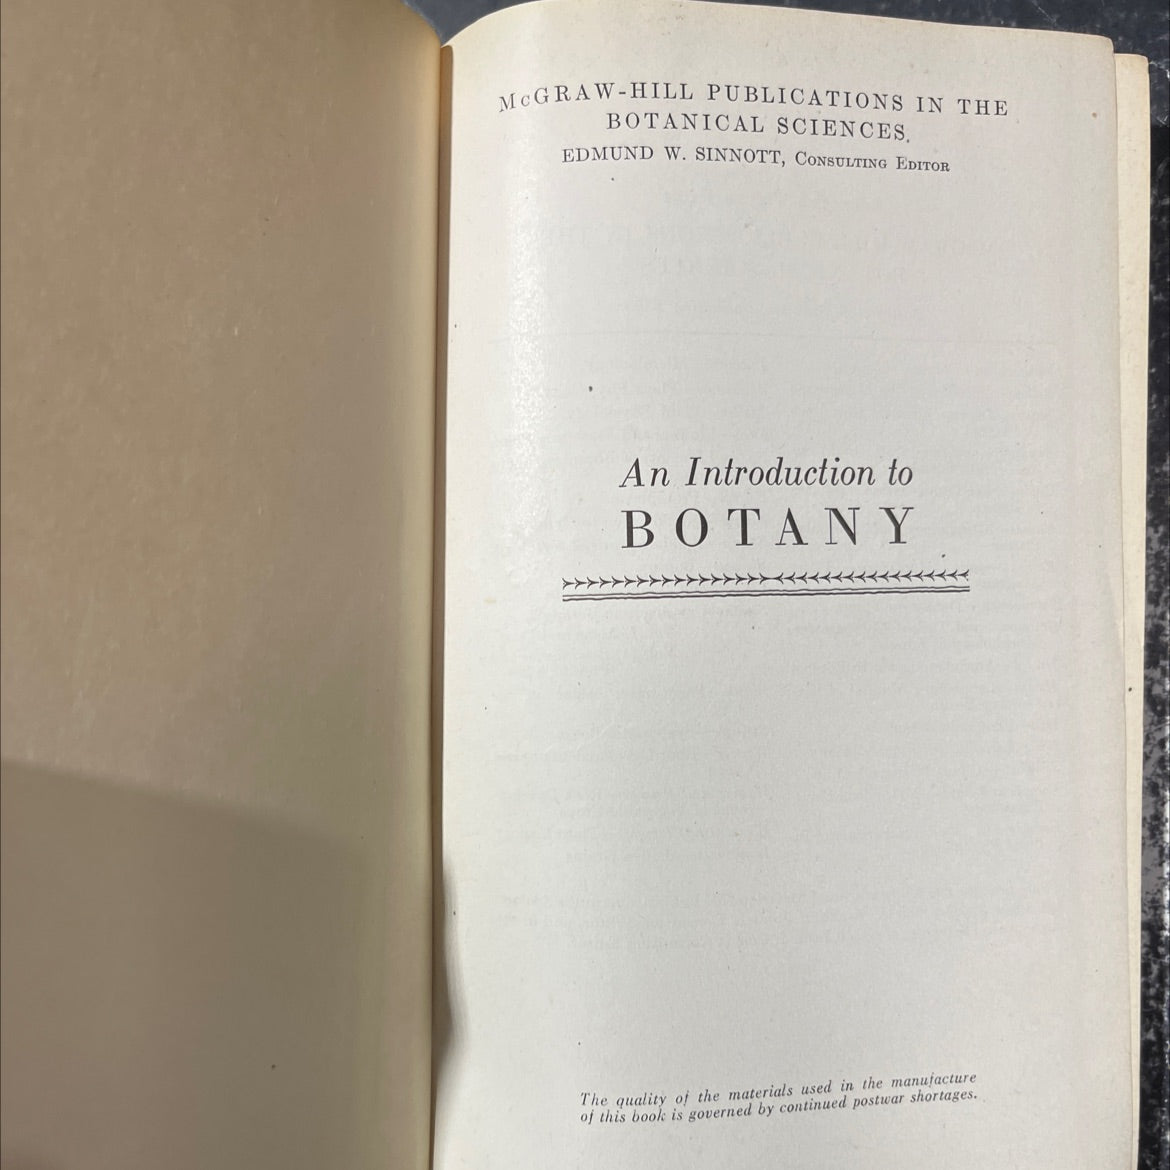 McGRAW-HILL PUBLICATIONS IN THE
BOTANICAL SCIENCES
EDMUND W. SINNOTT, Consulting Editor
An Introduction to
BOTANY
The quality of the materials used in the manufacture
of this book is governed by continued postwar shortages.